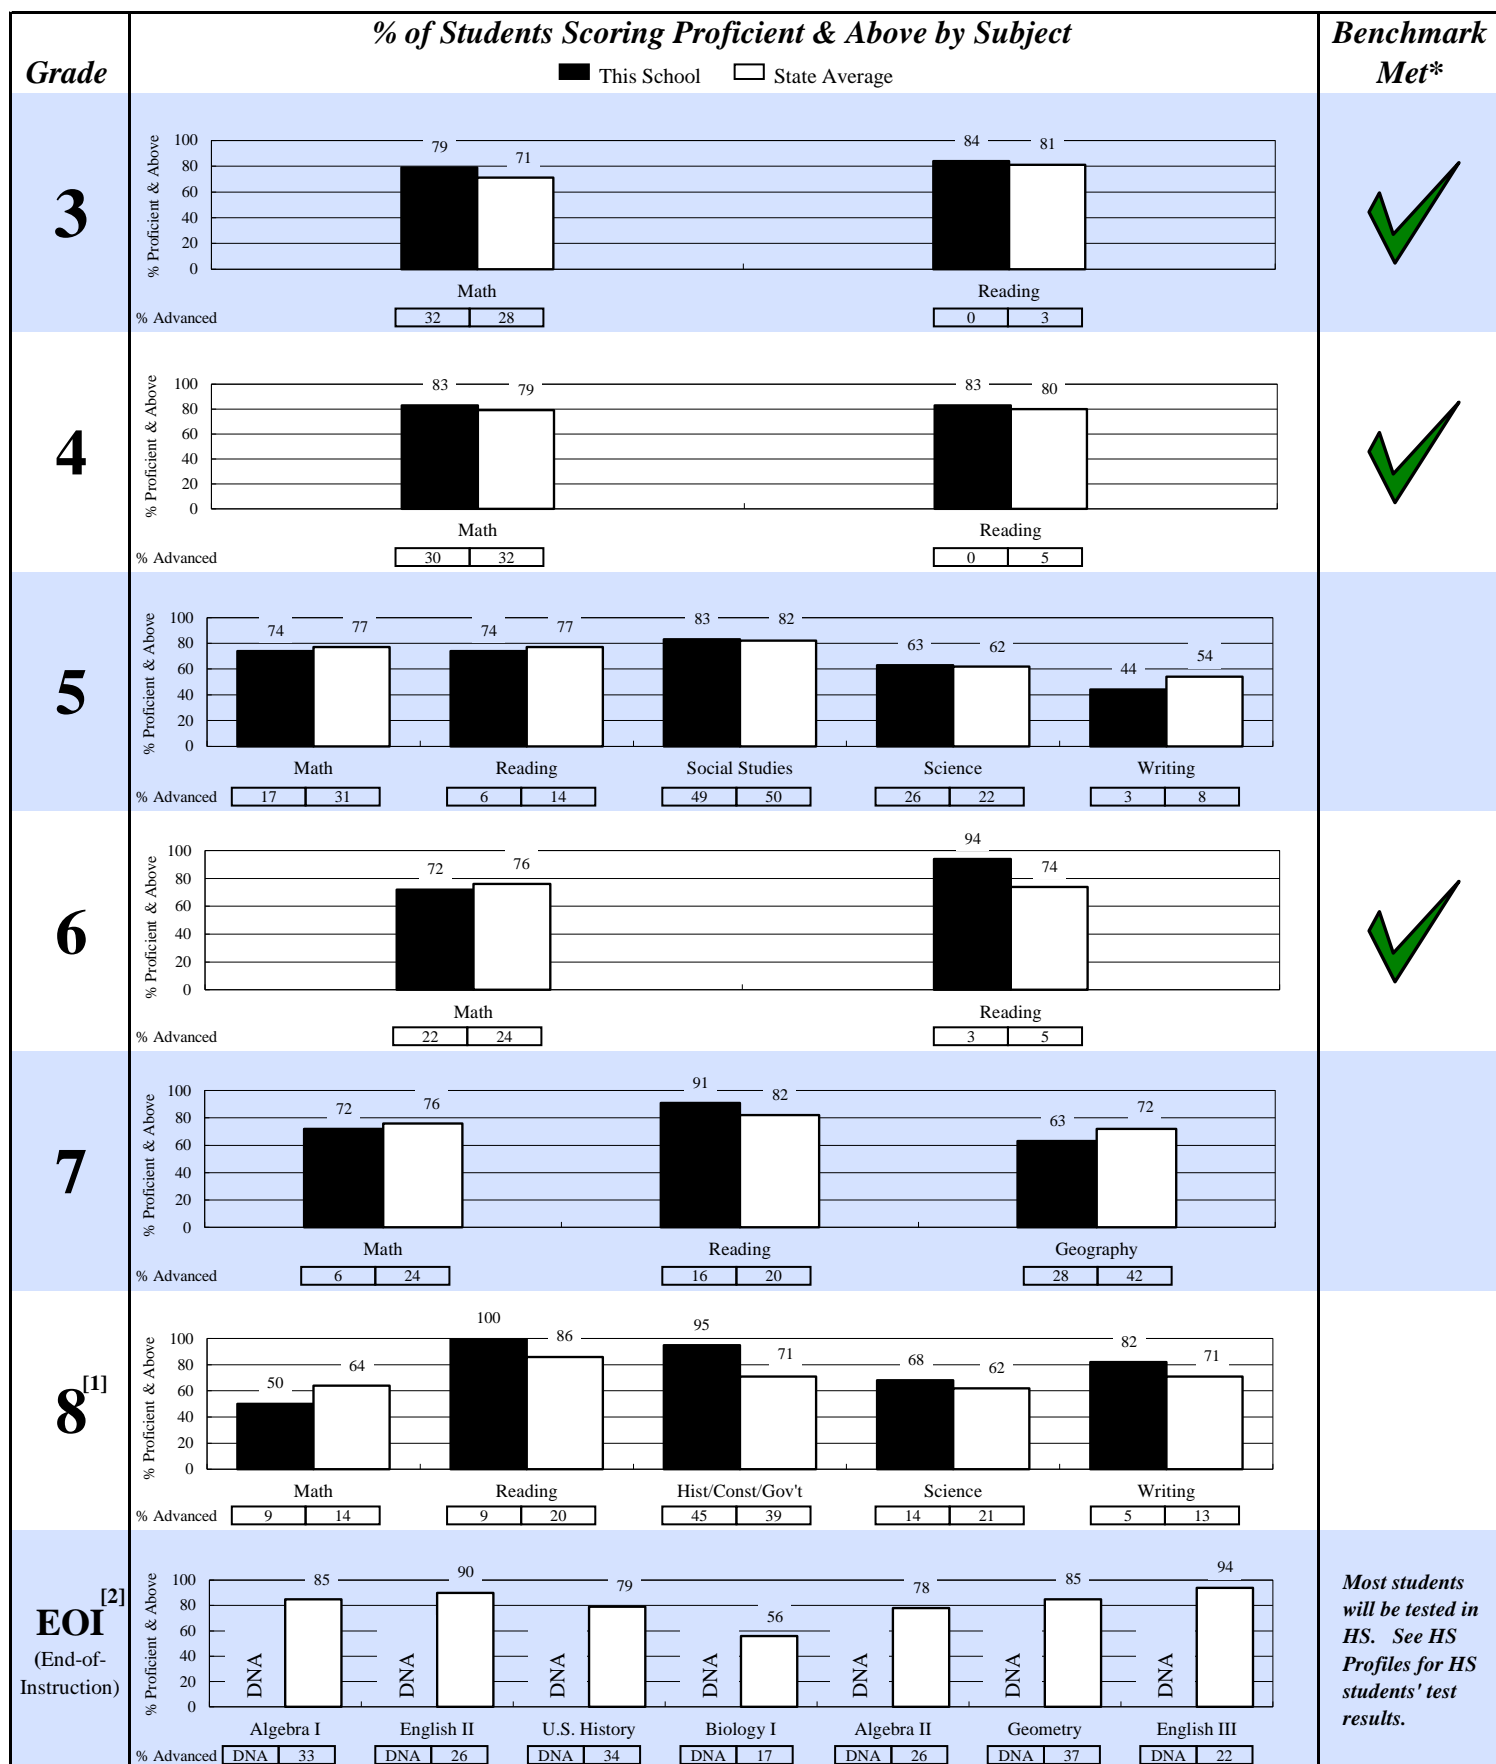 % of Students Scoring Proficient & Above by Subject
Benchmark
Met*
Grade
This School
State Average
3
% Proficient & Above
100
80
60
40
20
0
79
71
84
81
Math
Reading
% Advanced
32
28
0
3
4
% Proficient & Above
100
80
60
40
20
0
83
79
83
80
Math
Reading
% Advanced
30
32
0
5
5
% Proficient & Above
100
80
60
40
20
0
74
77
74
77
83
82
63
62
44
54
Math
Reading
Social Studies
Science
Writing
% Advanced
17
31
6
14
49
50
26
22
3
8
6
% Proficient & Above
100
80
60
40
20
0
72
76
94
74
Math
Reading
% Advanced
22
24
3
5
7
% Proficient & Above
100
80
60
40
20
0
72
76
91
82
63
72
Math
Reading
Geography
% Advanced
6
24
16
20
28
42
8[1]
% Proficient & Above
100
80
60
40
20
0
50
64
100
86
95
71
68
62
82
71
Math
Reading
Hist/Const/Gov't
Science
Writing
% Advanced
9
14
9
20
45
39
14
21
5
13
EOI[2]
(End-of-
Instruction)
% Proficient & Above
100
80
60
40
20
0
DNA
85
DNA
90
DNA
79
DNA
56
DNA
78
DNA
85
DNA
94
Algebra I
English II
U.S. History
Biology I
Algebra II
Geometry
English III
% Advanced
DNA
33
DNA
26
DNA
34
DNA
17
DNA
26
DNA
37
DNA
22
Most students
will be tested in
HS. See HS
Profiles for HS
students' test
results.